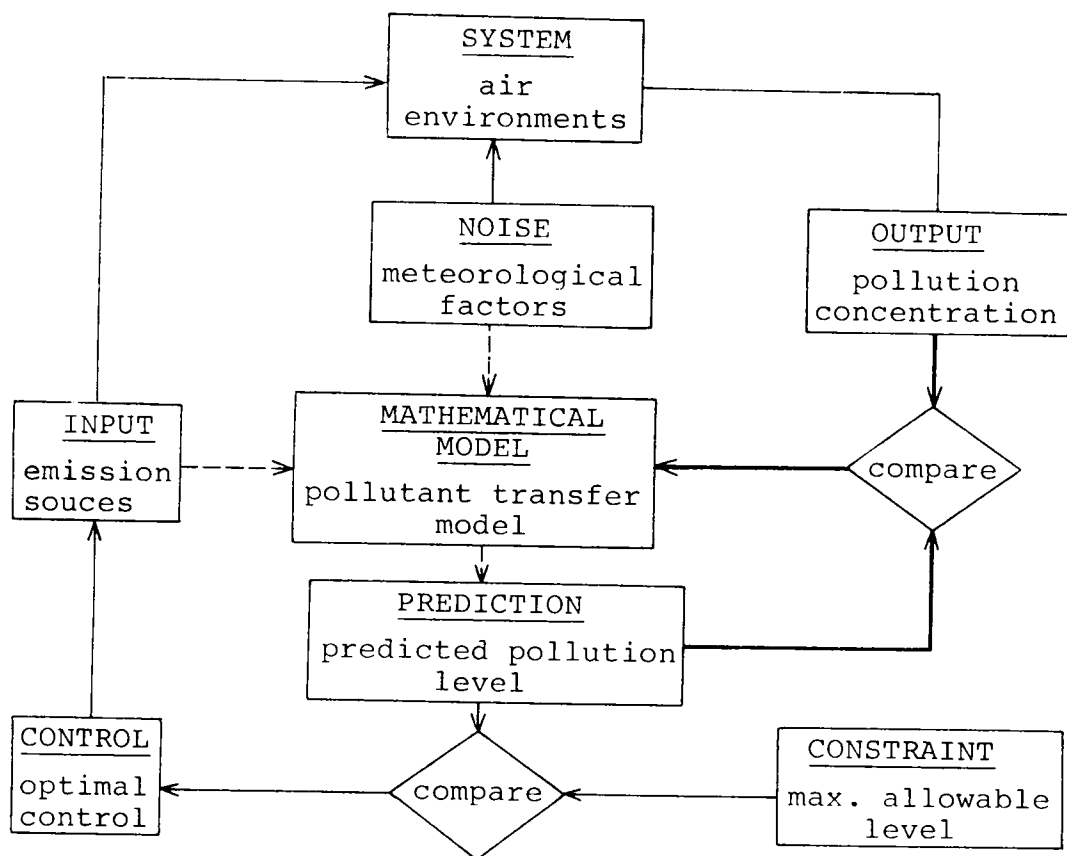 SYSTEM
air
environments
NOISE
meteorological
factors
OUTPUT
pollution
concentration
INPUT
emission
souces
MATHEMATICAL
MODEL
pollutant transfer
model
compare
PREDICTION
predicted pollution
level
CONTROL
optimal
control
compare
CONSTRAINT
max. allowable
level